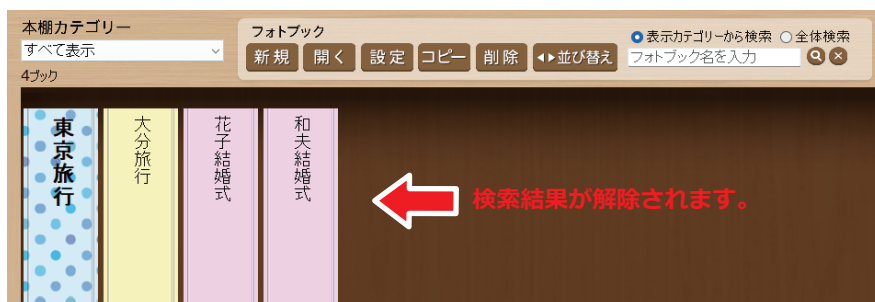 本棚カテゴリー
すべて表示
4ブック
フォトブック
新規 開く 設定 コピー 削除 並び替え
表示カテゴリーから検索 全体検索
フォトブック名を入力
東京旅行
大分旅行
花子結婚式
和夫結婚式
検索結果が解除されます。